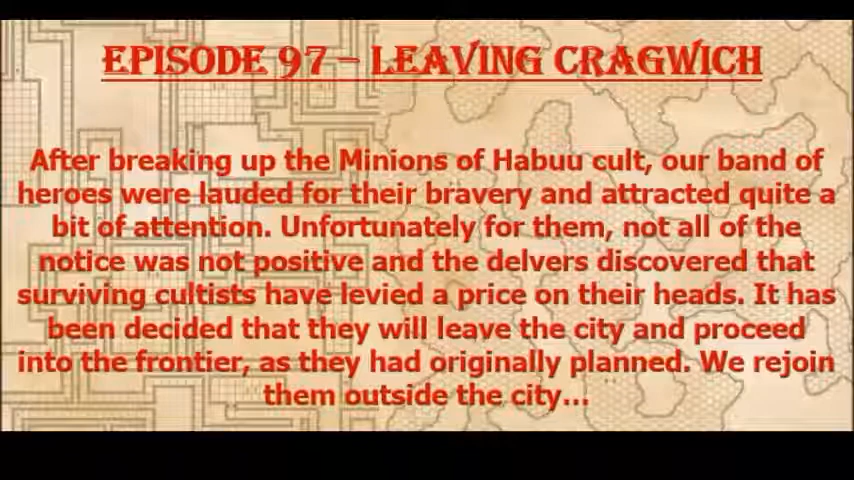 EPISODE 97 – LEAVING CRAGWICH
After breaking up the Minions of Habuu cult, our band of
heroes were lauded for their bravery and attracted quite a
bit of attention. Unfortunately for them, not all of the
notice was not positive and the delvers discovered that
surviving cultists have levied a price on their heads. It has
been decided that they will leave the city and proceed
into the frontier, as they had originally planned. We rejoin
them outside the city...